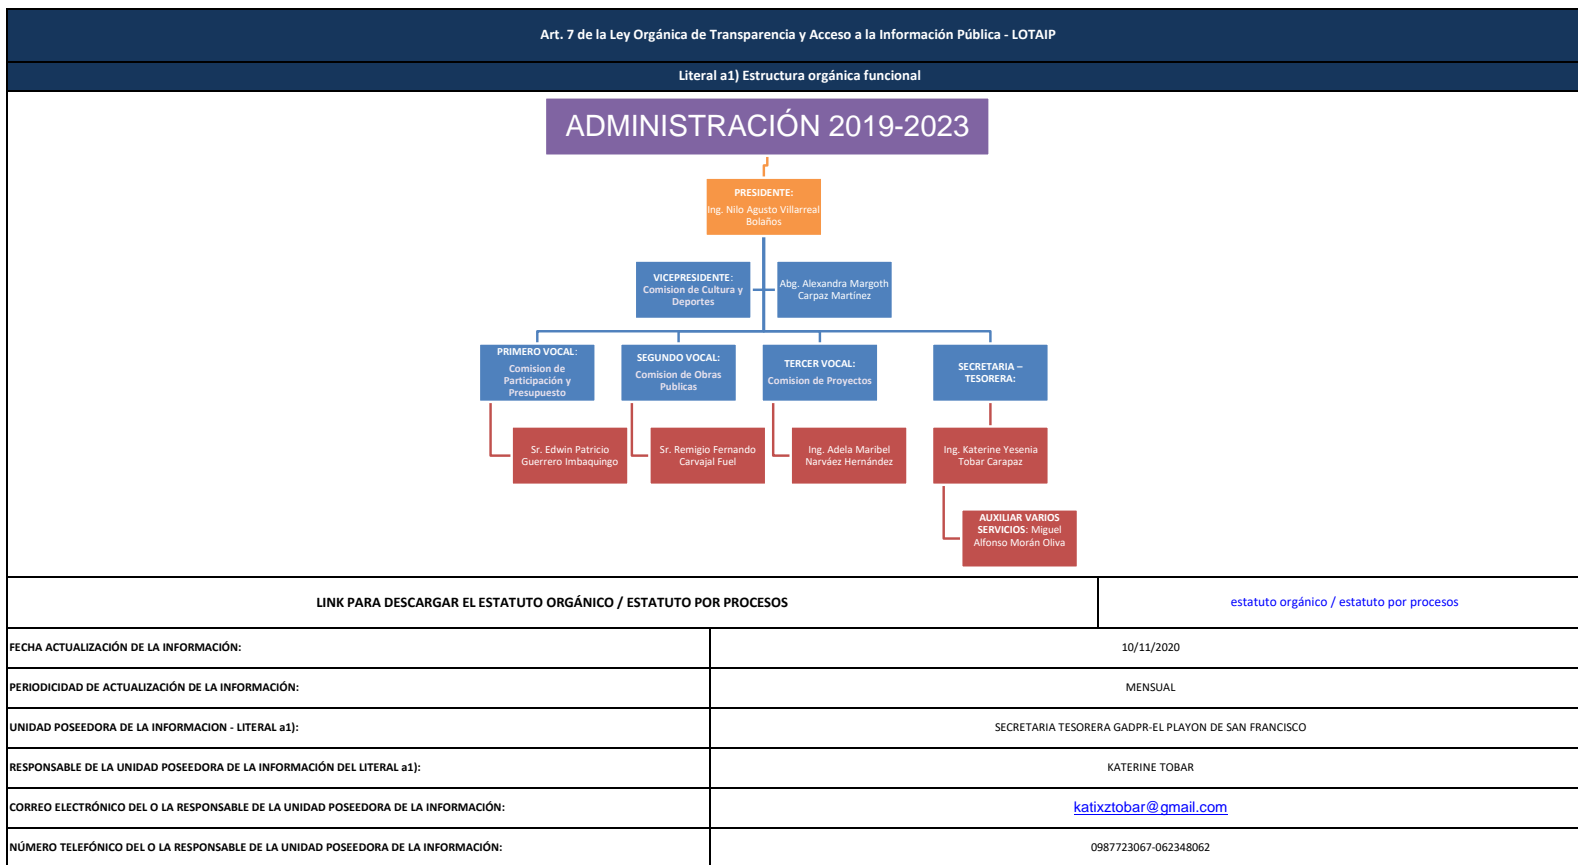 Art. 7 de la Ley Orgánica de Transparencia y Acceso a la Información Pública - LOTAIP
Literal a1) Estructura orgánica funcional
ADMINISTRACIÓN 2019-2023
PRESIDENTE:
Ing. Nilo Agusto Villarreal
Bolaños
VICEPRESIDENTE:
Comision de Cultura y
Deportes
Abg. Alexandra Margoth
Carpaz Martínez
PRIMERO VOCAL:
Comision de
Participación y
Presupuesto
SEGUNDO VOCAL:
Comision de Obras
Publicas
TERCER VOCAL:
Comision de Proyectos
SECRETARIA –
TESORERA:
Sr. Edwin Patricio
Guerrero Imbaquingo
Sr. Remigio Fernando
Carvajal Fuel
Ing. Adela Maribel
Narváez Hernández
Ing. Katerine Yesenia
Tobar Carapaz
AUXILIAR VARIOS
SERVICIOS: Miguel
Alfonso Morán Oliva
LINK PARA DESCARGAR EL ESTATUTO ORGÁNICO / ESTATUTO POR PROCESOS
estatuto orgánico / estatuto por procesos
FECHA ACTUALIZACIÓN DE LA INFORMACIÓN:
10/11/2020
PERIODICIDAD DE ACTUALIZACIÓN DE LA INFORMACIÓN:
MENSUAL
UNIDAD POSEEDORA DE LA INFORMACION - LITERAL a1):
SECRETARIA TESORERA GADPR-EL PLAYON DE SAN FRANCISCO
RESPONSABLE DE LA UNIDAD POSEEDORA DE LA INFORMACIÓN DEL LITERAL a1):
KATERINE TOBAR
CORREO ELECTRÓNICO DEL O LA RESPONSABLE DE LA UNIDAD POSEEDORA DE LA INFORMACIÓN:
katixztobar@gmail.com
NÚMERO TELEFÓNICO DEL O LA RESPONSABLE DE LA UNIDAD POSEEDORA DE LA INFORMACIÓN:
0987723067-062348062